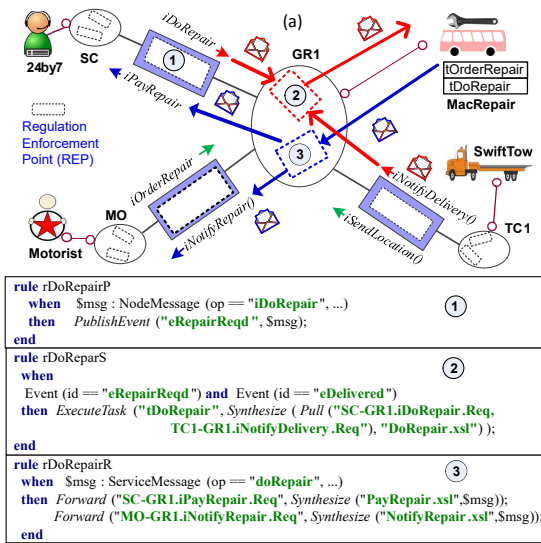 (a)
iDoRepair
GR1
24by7
SC
1
iPayRepair
2
3
tOrderRepair
tDoRepair
MacRepair
Regulation
Enforcement
Point (REP)
SwiftTow
iOrderRepair
iNotifyRepair()
iNotifyDelivery()
iSendLocation()
MO
Motorist
TC1
rule rDoRepairP
when $msg : NodeMessage (op == "iDoRepair", ...)
then PublishEvent ("eRepairReqd", $msg);
end
1
rule rDoReparS
when
Event (id == "eRepairReqd") and Event (id == "eDelivered")
then ExecuteTask ("tDoRepair", Synthesize ( Pull ("SC-GR1.iDoRepair.Req,
TC1-GR1.iNotifyDelivery.Req"), "DoRepair.xsl") );
end
2
rule rDoRepairR
when $msg : ServiceMessage (op == "doRepair", ...)
then Forward ("SC-GR1.iPayRepair.Req", Synthesize ("PayRepair.xsl",$msg));
Forward ("MO-GR1.iNotifyRepair.Req", Synthesize ("NotifyRepair.xsl",$msg));
end
3